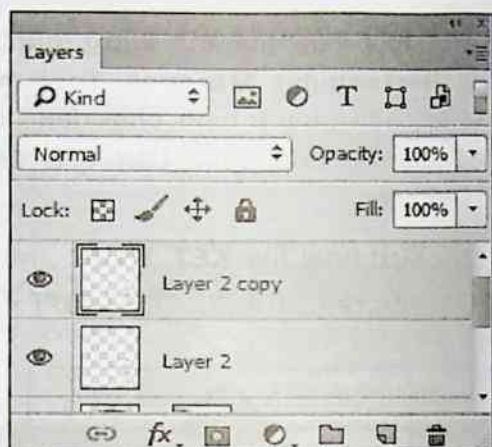 Layers
Kind
T
Normal Opacity: 100%
Lock: Fill: 100%
Layer 2 copy
Layer 2
fx